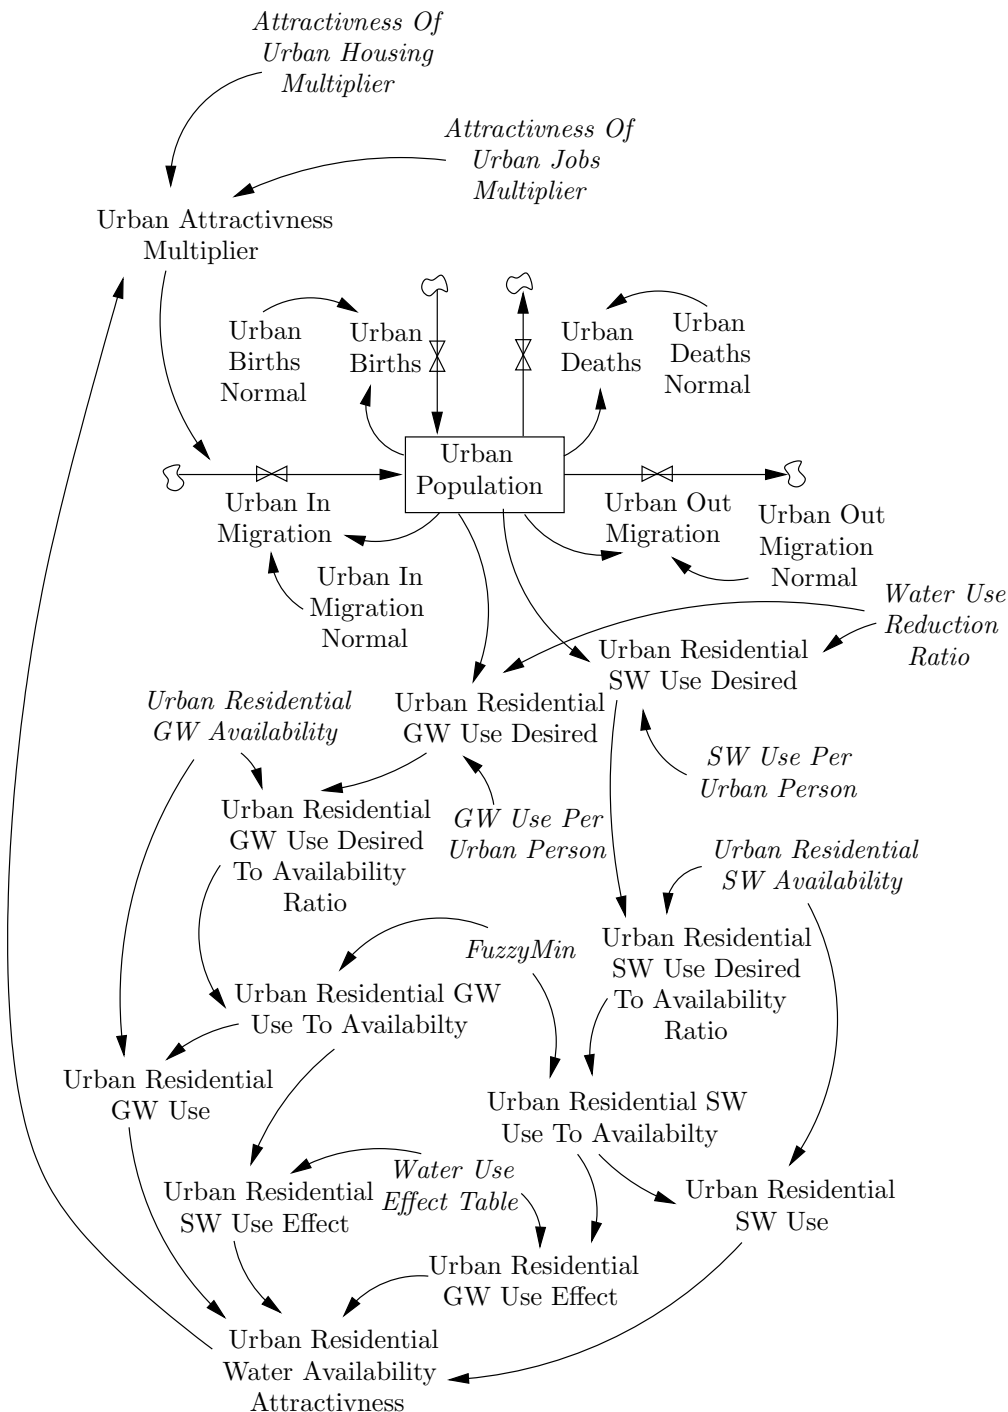 Attractivness Of
Urban Housing
Multiplier
Attractivness Of
Urban Jobs
Multiplier
Urban Attractivness
Multiplier
Urban
Births
Normal
Urban
Births
Urban
Deaths
Urban
Deaths
Normal
Urban
Population
Urban In
Migration
Urban Out
Migration
Urban Out
Migration
Normal
Urban In
Migration
Normal
Water Use
Reduction
Ratio
Urban Residential
SW Use Desired
Urban Residential
GW Availability
Urban Residential
GW Use Desired
SW Use Per
Urban Person
Urban Residential
GW Use Desired
To Availability
Ratio
GW Use Per
Urban Person
Urban Residential
SW Availability
FuzzyMin
Urban Residential
SW Use Desired
To Availability
Ratio
Urban Residential GW
Use To Availabilty
Urban Residential
GW Use
Urban Residential SW
Use To Availabilty
Water Use
Effect Table
Urban Residential
SW Use Effect
Urban Residential
SW Use
Urban Residential
GW Use Effect
Urban Residential
Water Availability
Attractivness